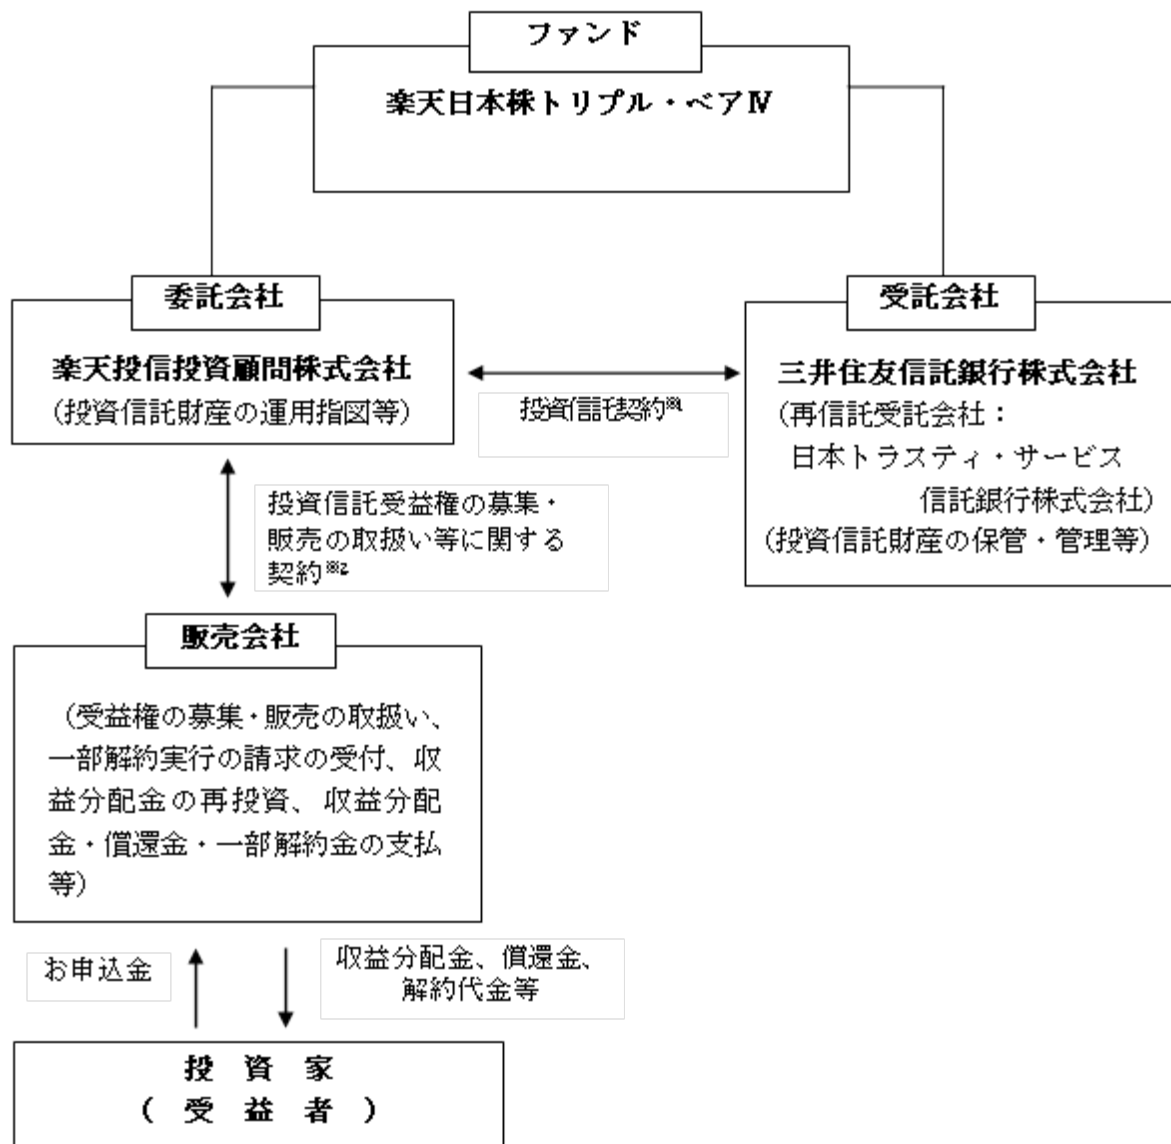 ファンド
楽天日本株トリプル・ベアⅣ
委託会社
楽天投信投資顧問株式会社
(投資信託財産の運用指図等)
投資信託契約※1
受託会社
三井住友信託銀行株式会社
(再信託受託会社:
日本トラスティ・サービス
信託銀行株式会社)
(投資信託財産の保管・管理等)
投資信託受益権の募集・
販売の取扱い等に関する
契約※2
販売会社
(受益権の募集・販売の取扱い、
一部解約実行の請求の受付、収
益分配金の再投資、収益分配
金・償還金・一部解約金の支払
等)
お申込金
収益分配金、償還金、
解約代金等
投 資 家
( 受 益 者 )